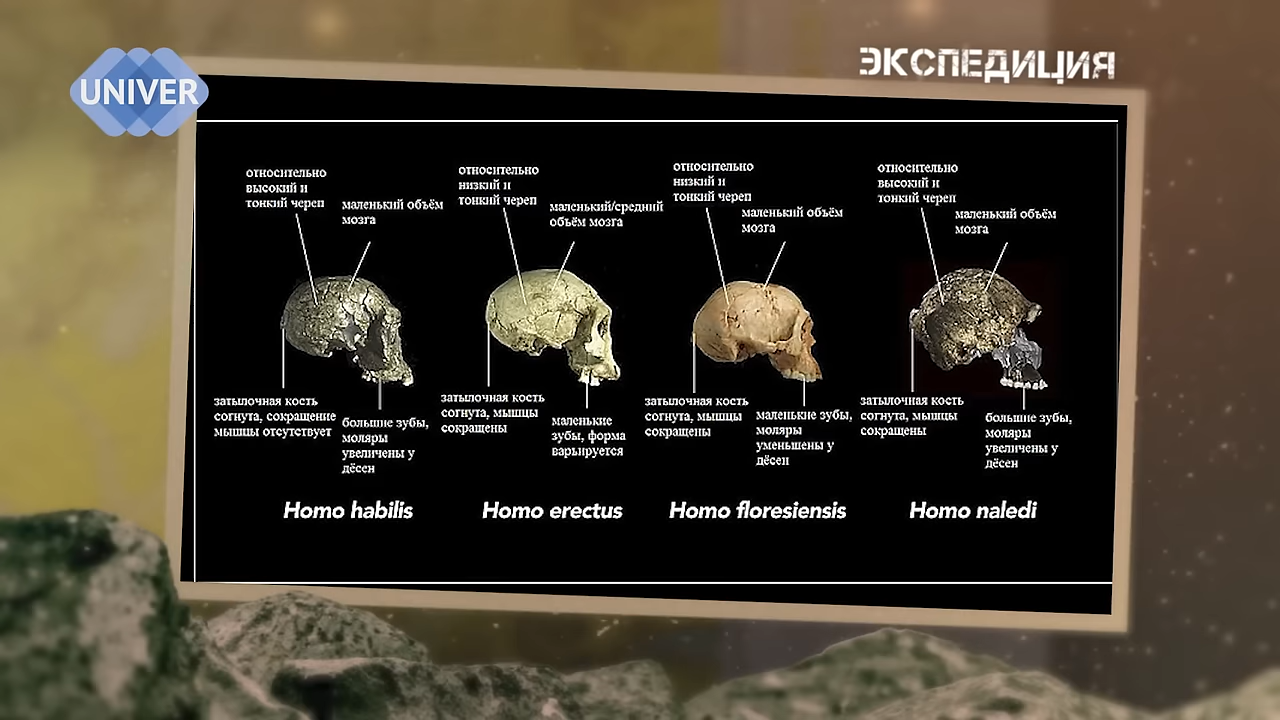 UNIVER
ЭКСПЕДИЦИЯ
относительно
высокий и
тонкий череп
маленький объём
мозга
затылочная кость
согнута, сокращение
мышцы отсутствует
большие зубы,
моляры
увеличены у
дёсен
Homo habilis
относительно
низкий и
тонкий череп
маленький/средний
объём мозга
затылочная кость
согнута, мышцы
сокращены
маленькие
зубы, форма
варьируется
Homo erectus
относительно
низкий и
тонкий череп
маленький объём
мозга
затылочная кость
согнута, мышцы
сокращены
маленькие зубы,
моляры
уменьшены у
дёсен
Homo floresiensis
относительно
высокий и
тонкий череп
маленький объём
мозга
затылочная кость
согнута, мышцы
сокращены
большие зубы,
моляры
увеличены у
дёсен
Homo naledi